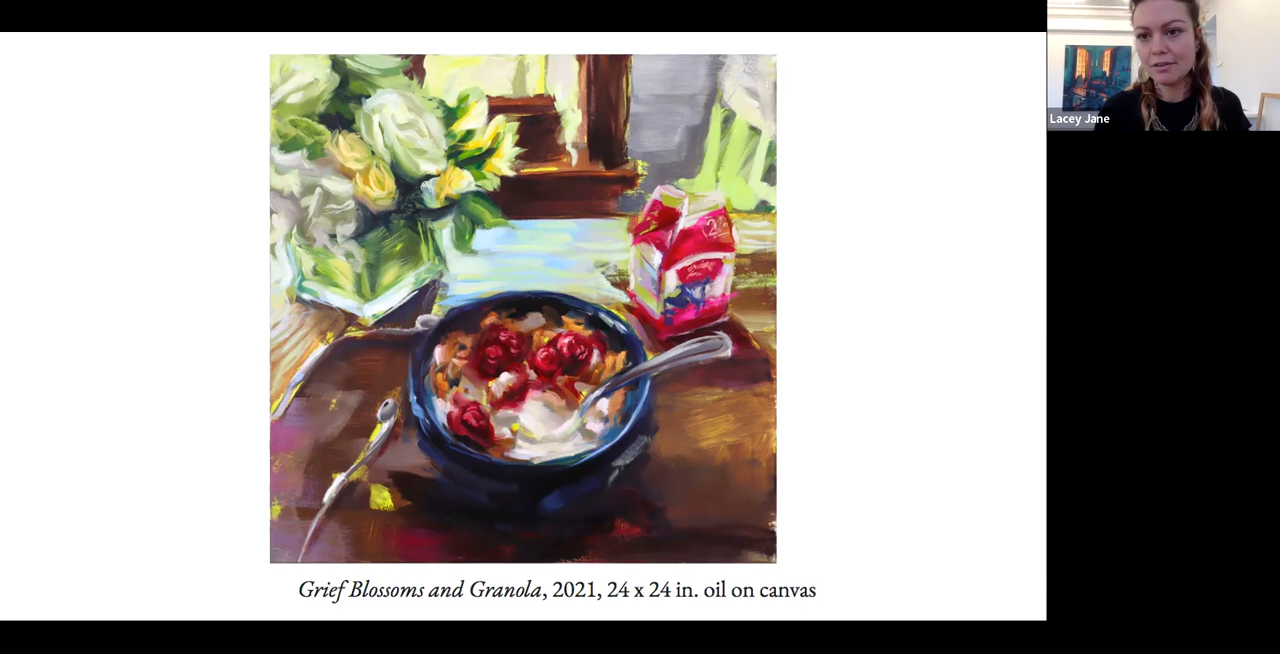 Lacey Jane
Grief Blossoms and Granola, 2021, 24 x 24 in. oil on canvas